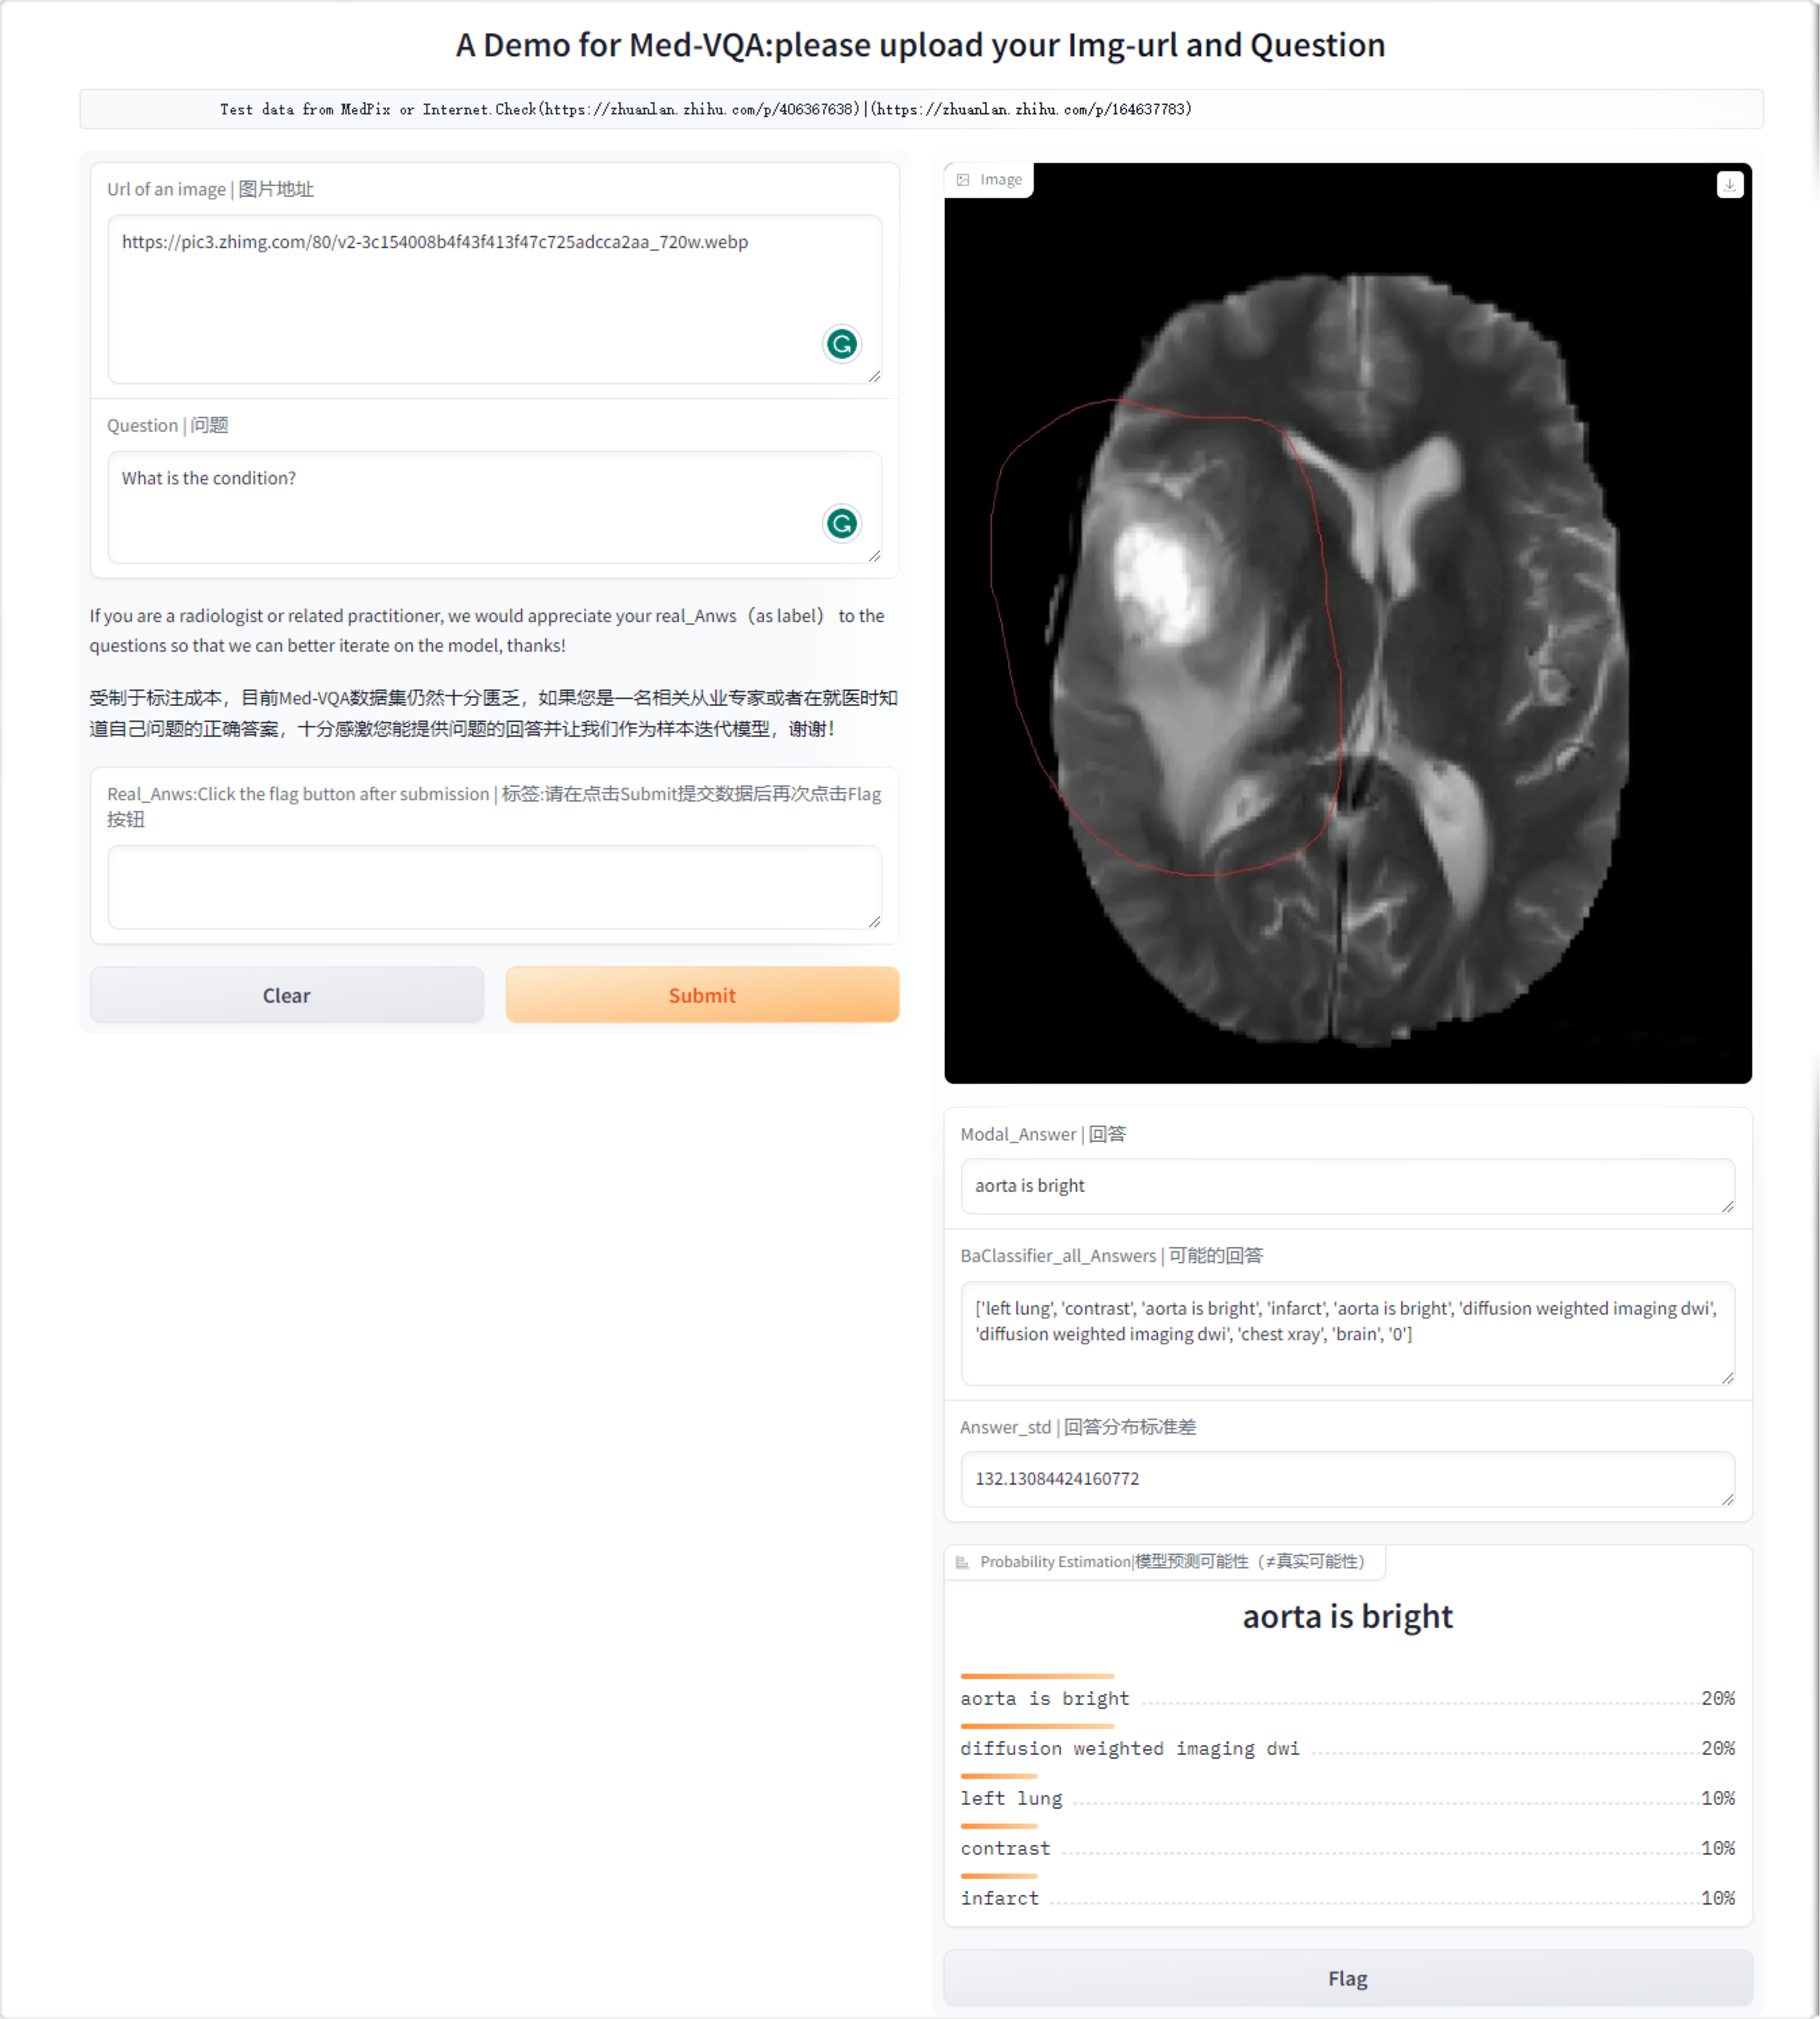 A Demo for Med-VQA:please upload your Img-url and Question
Test data from MedPix or Internet.Check(https://zhuanlan.zhihu.com/p/406367638)|(https://zhuanlan.zhihu.com/p/164637783)
Url of an image | 图片地址
https://pic3.zhimg.com/80/v2-3c154008b4f43f413f47c725adcca2aa_720w.webp
Question | 问题
What is the condition?
If you are a radiologist or related practitioner, we would appreciate your real_Anws（as label） to the
questions so that we can better iterate on the model, thanks!
受制于标注成本，目前Med-VQA数据集仍然十分匮乏，如果您是一名相关从业专家或者在就医时知
道自己问题的正确答案，十分感激您能提供问题的回答并让我们作为样本迭代模型，谢谢！
Real_Anws:Click the flag button after submission | 标签:请在点击Submit提交数据后再次点击Flag
按钮
Clear
Submit
Image
Modal_Answer | 回答
aorta is bright
BaClassifier_all_Answers | 可能的回答
['left lung', 'contrast', 'aorta is bright', 'infarct', 'aorta is bright', 'diffusion weighted imaging dwi',
'diffusion weighted imaging dwi', 'chest xray', 'brain', '0']
Answer_std | 回答分布标准差
132.13084424160772
Probability Estimation|模型预测可能性（≠真实可能性）
aorta is bright
aorta is bright 20%
diffusion weighted imaging dwi 20%
left lung 10%
contrast 10%
infarct 10%
Flag